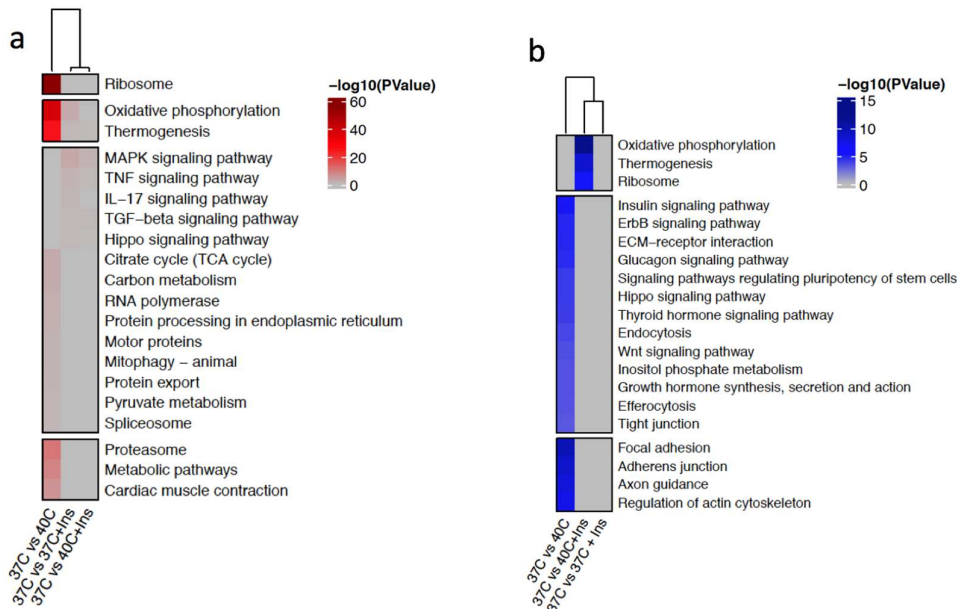 a
Ribosome
Oxidative phosphorylation
Thermogenesis
MAPK signaling pathway
TNF signaling pathway
IL−17 signaling pathway
TGF−beta signaling pathway
Hippo signaling pathway
Citrate cycle (TCA cycle)
Carbon metabolism
RNA polymerase
Protein processing in endoplasmic reticulum
Motor proteins
Mitophagy − animal
Protein export
Pyruvate metabolism
Spliceosome
Proteasome
Metabolic pathways
Cardiac muscle contraction
37C vs 40C
37C vs 37C+Ins
37C vs 40C+Ins
−log10(PValue)
60
40
20
0
b
Oxidative phosphorylation
Thermogenesis
Ribosome
Insulin signaling pathway
ErbB signaling pathway
ECM−receptor interaction
Glucagon signaling pathway
Signaling pathways regulating pluripotency of stem cells
Hippo signaling pathway
Thyroid hormone signaling pathway
Endocytosis
Wnt signaling pathway
Inositol phosphate metabolism
Growth hormone synthesis, secretion and action
Efferocytosis
Tight junction
Focal adhesion
Adherens junction
Axon guidance
Regulation of actin cytoskeleton
37C vs 40C
37C vs 40C+Ins
37C vs 37C + Ins
−log10(PValue)
15
10
5
0